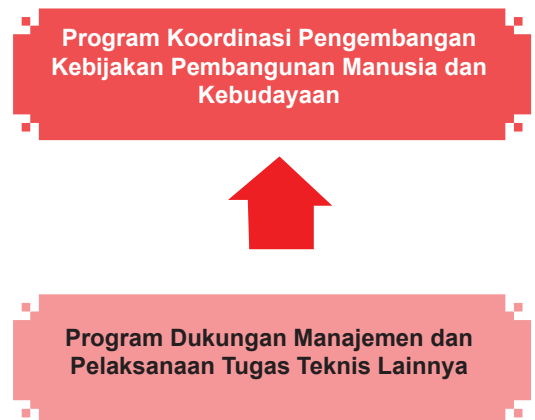 Program Koordinasi Pengembangan
Kebijakan Pembangunan Manusia dan
Kebudayaan
Program Dukungan Manajemen dan
Pelaksanaan Tugas Teknis Lainnya